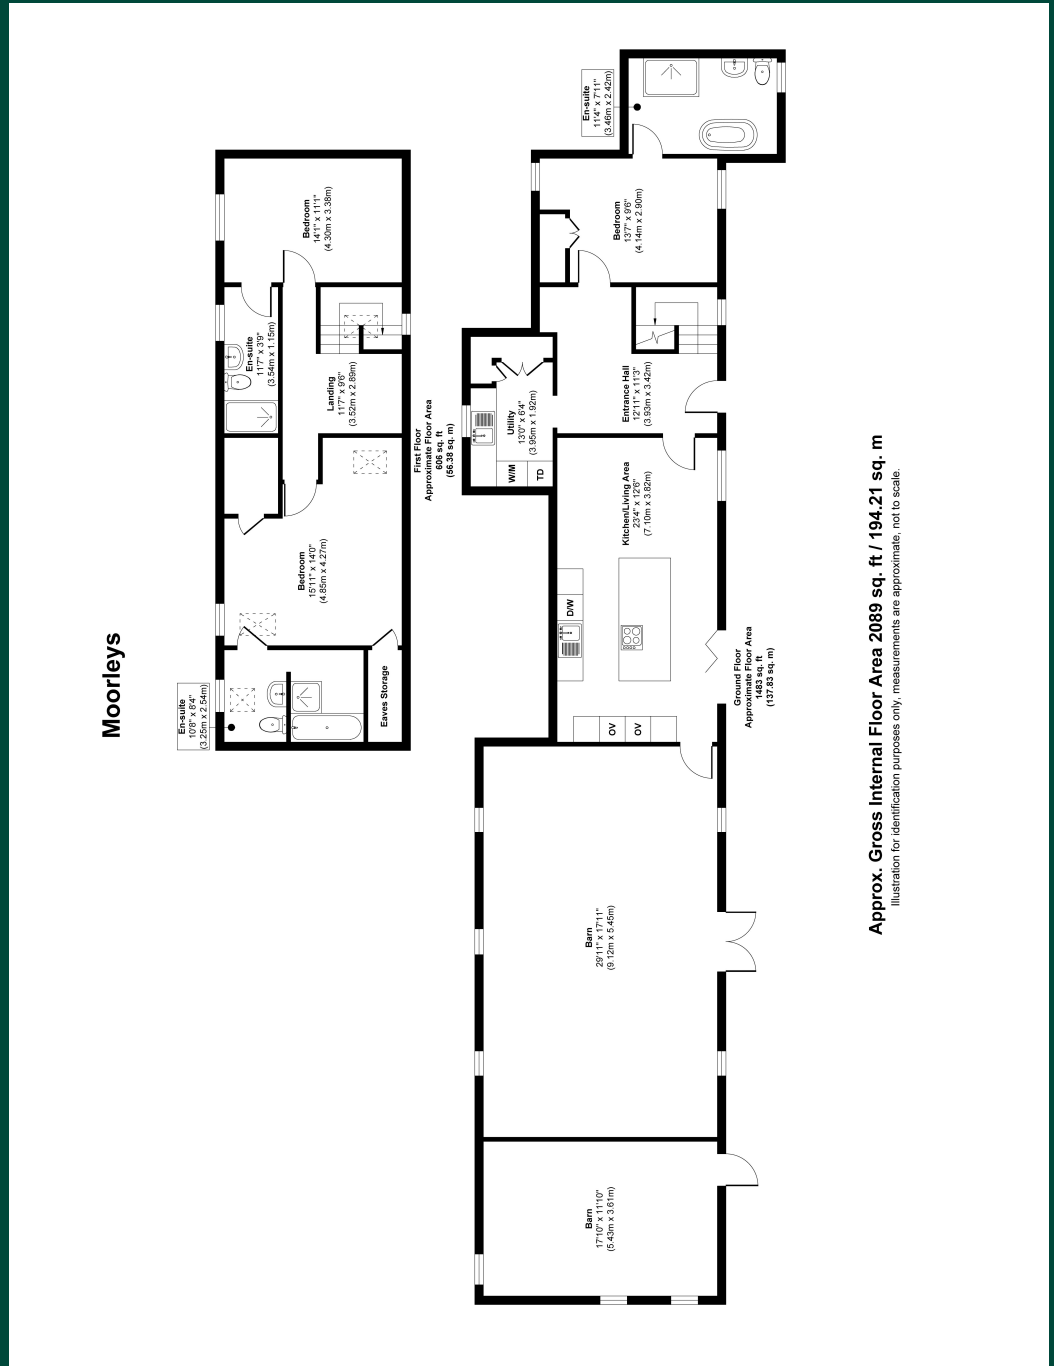 Moorleys
En-suite
10'8" x 8'4"
(3.25m x 2.54m)
Eaves Storage
Bedroom
15'11" x 14'0"
(4.85m x 4.27m)
Landing
11'7" x 9'6"
(3.52m x 2.89m)
En-suite
11'7" x 3'9"
(3.54m x 1.15m)
Bedroom
14'1" x 11'1"
(4.30m x 3.38m)
First Floor
Approximate Floor Area
606 sq. ft
(56.38 sq. m)
Barn
17'10" x 11'10"
(5.43m x 3.61m)
Barn
29'11" x 17'11"
(9.12m x 5.45m)
OV
OV
D/W
Kitchen/Living Area
23'4" x 12'6"
(7.10m x 3.82m)
W/M
TD
Utility
13'0" x 6'4"
(3.95m x 1.92m)
Entrance Hall
12'11" x 11'3"
(3.93m x 3.42m)
Bedroom
13'7" x 9'6"
(4.14m x 2.90m)
En-suite
11'4" x 7'11"
(3.46m x 2.42m)
Ground Floor
Approximate Floor Area
1483 sq. ft
(137.83 sq. m)
Approx. Gross Internal Floor Area 2089 sq. ft / 194.21 sq. m
Illustration for identification purposes only, measurements are approximate, not to scale.